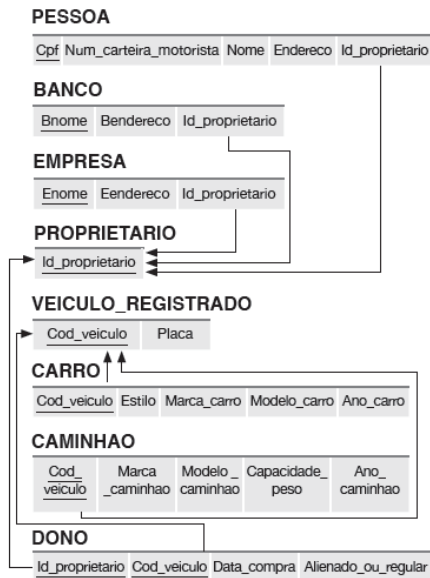 PESSOA
Cpf Num_carteira_motorista Nome Endereco Id_proprietario
BANCO
Bnome Bendereco Id_proprietario
EMPRESA
Enome Eendereco Id_proprietario
PROPRIETARIO
Id_proprietario
VEICULO_REGISTRADO
Cod_veiculo Placa
CARRO
Cod_veiculo Estilo Marca_carro Modelo_carro Ano_carro
CAMINHAO
Cod_ Marca Modelo_ Capacidade_ Ano_
veiculo _caminhao caminhao peso caminhao
DONO
Id_proprietario Cod_veiculo Data_compra Alienado_ou_regular